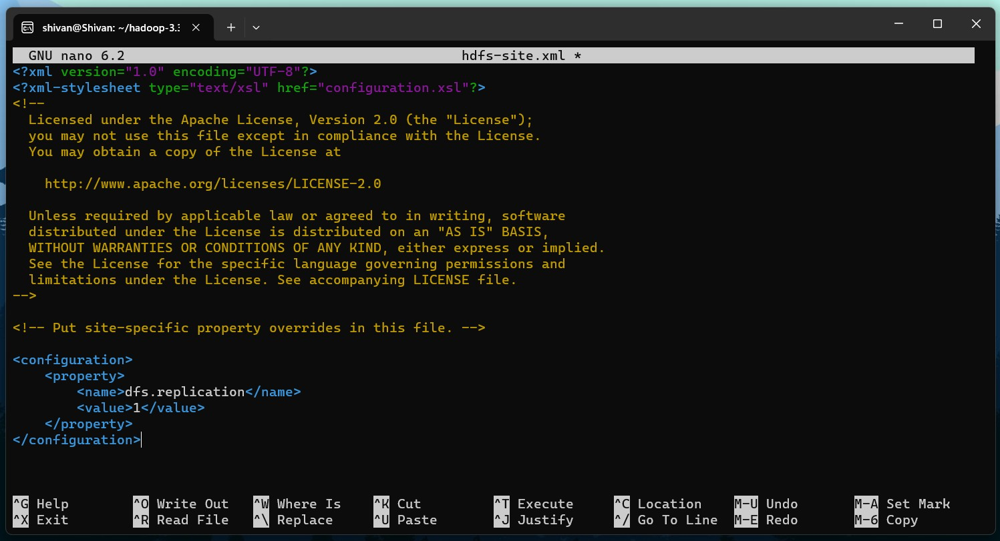 shivan@Shivan: ~/hadoop-3.3
GNU nano 6.2 hdfs-site.xml *
<?xml version="1.0" encoding="UTF-8"?>
<?xml-stylesheet type="text/xsl" href="configuration.xsl"?>
<!--
  Licensed under the Apache License, Version 2.0 (the "License");
  you may not use this file except in compliance with the License.
  You may obtain a copy of the License at

    http://www.apache.org/licenses/LICENSE-2.0

  Unless required by applicable law or agreed to in writing, software
  distributed under the License is distributed on an "AS IS" BASIS,
  WITHOUT WARRANTIES OR CONDITIONS OF ANY KIND, either express or implied.
  See the License for the specific language governing permissions and
  limitations under the License. See accompanying LICENSE file.
-->

<!-- Put site-specific property overrides in this file. -->

<configuration>
    <property>
        <name>dfs.replication</name>
        <value>1</value>
    </property>
</configuration>

^G Help ^O Write Out ^W Where Is ^K Cut ^T Execute ^C Location M-U Undo M-A Set Mark
^X Exit ^R Read File ^\ Replace ^U Paste ^J Justify ^/ Go To Line M-E Redo M-6 Copy